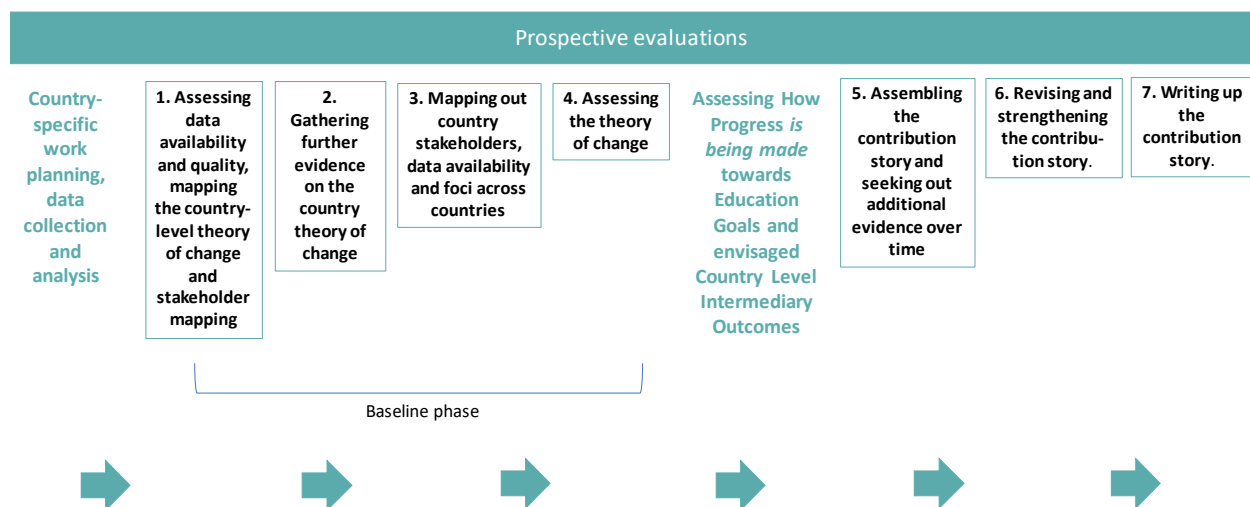 Prospective evaluations
Country-
specific
work
planning,
data
collection
and
analysis
1. Assessing
data
availability
and quality,
mapping
the country-
level theory
of change
and
stakeholder
mapping
2.
Gathering
further
evidence on
the country
theory of
change
3. Mapping out
country
stakeholders,
data availability
and foci across
countries
4. Assessing
the theory
of change
Assessing How
Progress is
being made
towards
Education
Goals and
envisaged
Country Level
Intermediary
Outcomes
5. Assembling
the
contribution
story and
seeking out
additional
evidence over
time
6. Revising and
strengthening
the contribu-
tion story.
7. Writing up
the
contribution
story.
Baseline phase